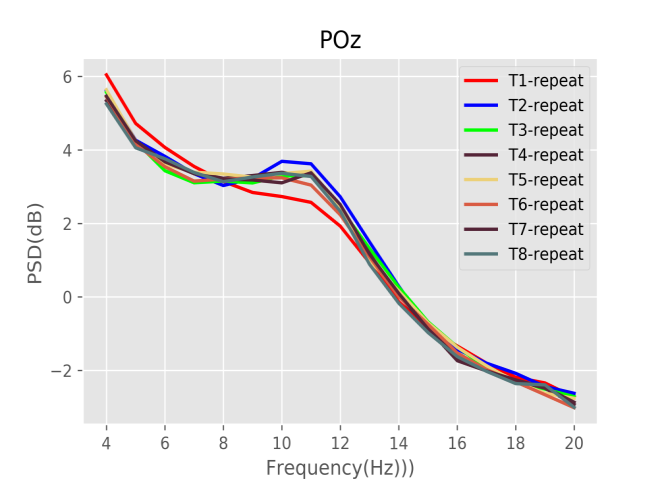 POz
6
4
2
0
−2
PSD(dB)
4
6
8
10
12
14
16
18
20
Frequency(Hz)))
T1-repeat
T2-repeat
T3-repeat
T4-repeat
T5-repeat
T6-repeat
T7-repeat
T8-repeat